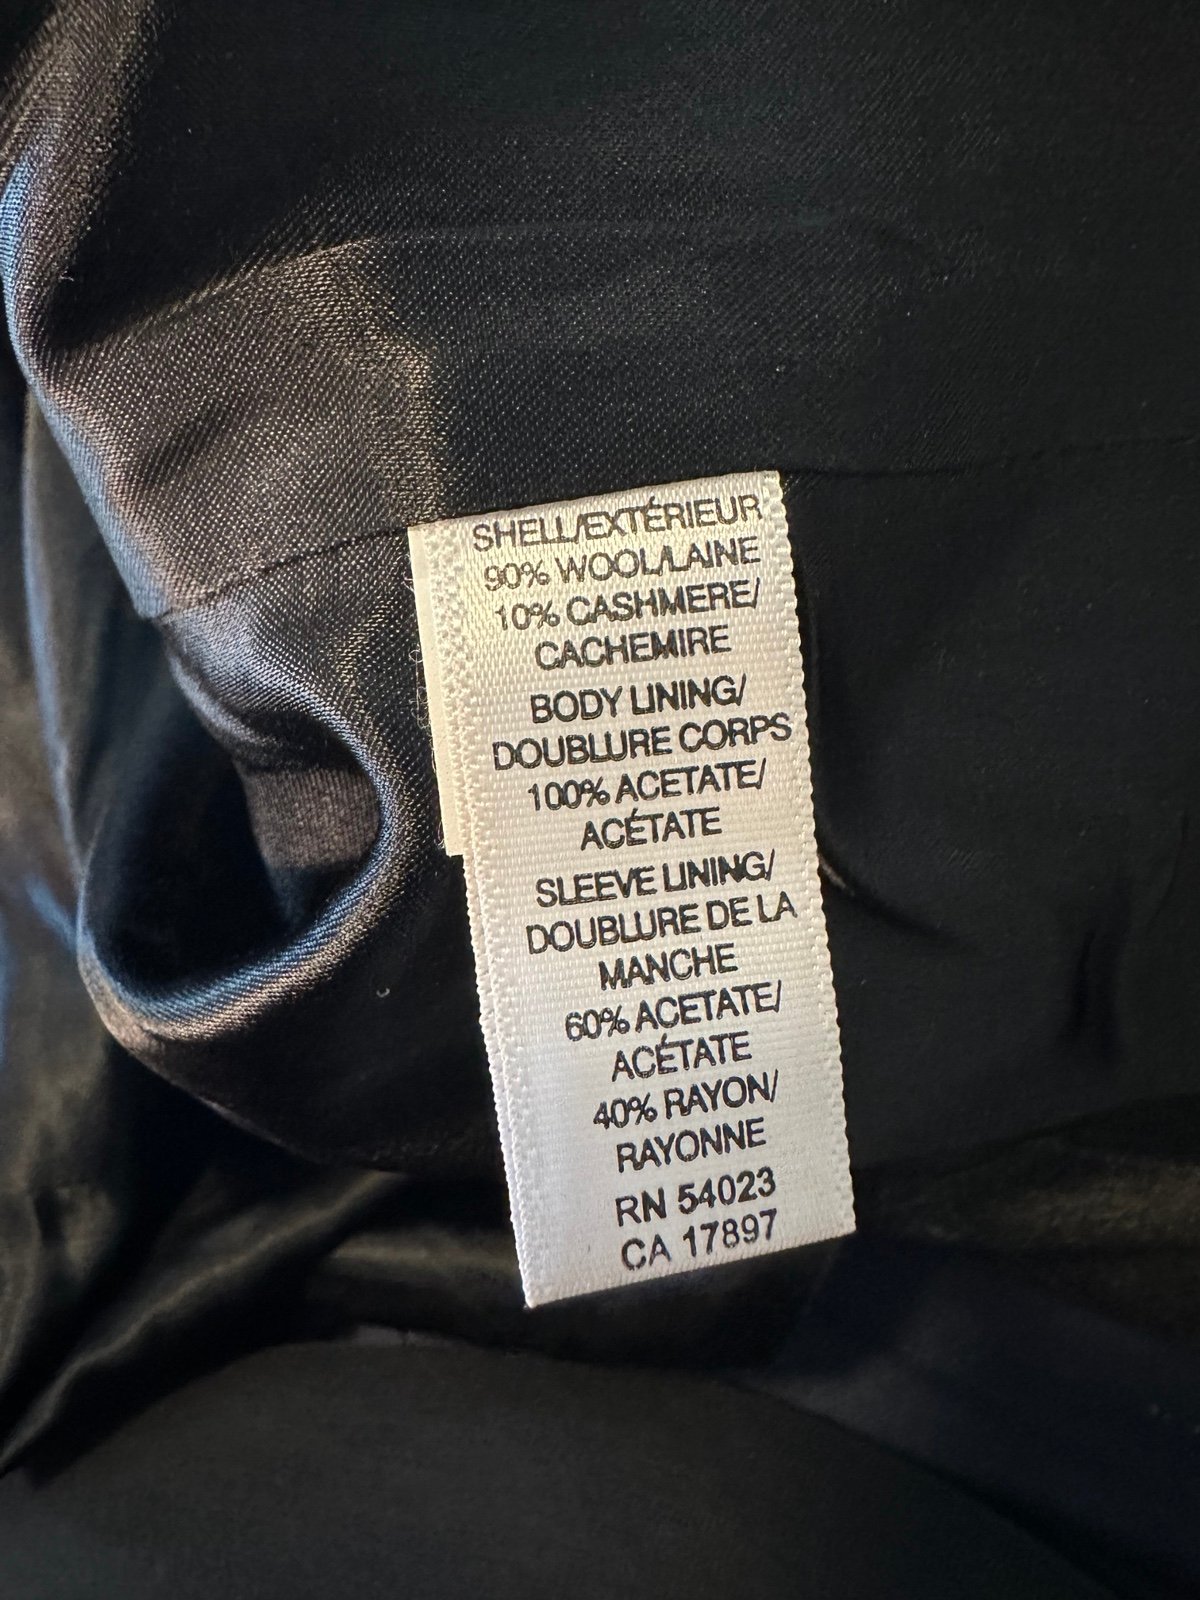 SHELL/EXTÉRIEUR
90% WOOL/LAINE
10% CASHMERE/
CACHEMIRE
BODY LINING/
DOUBLURE CORPS
100% ACETATE/
ACÉTATE
SLEEVE LINING/
DOUBLURE DE LA
MANCHE
60% ACETATE/
ACÉTATE
40% RAYON/
RAYONNE
RN 54023
CA 17897